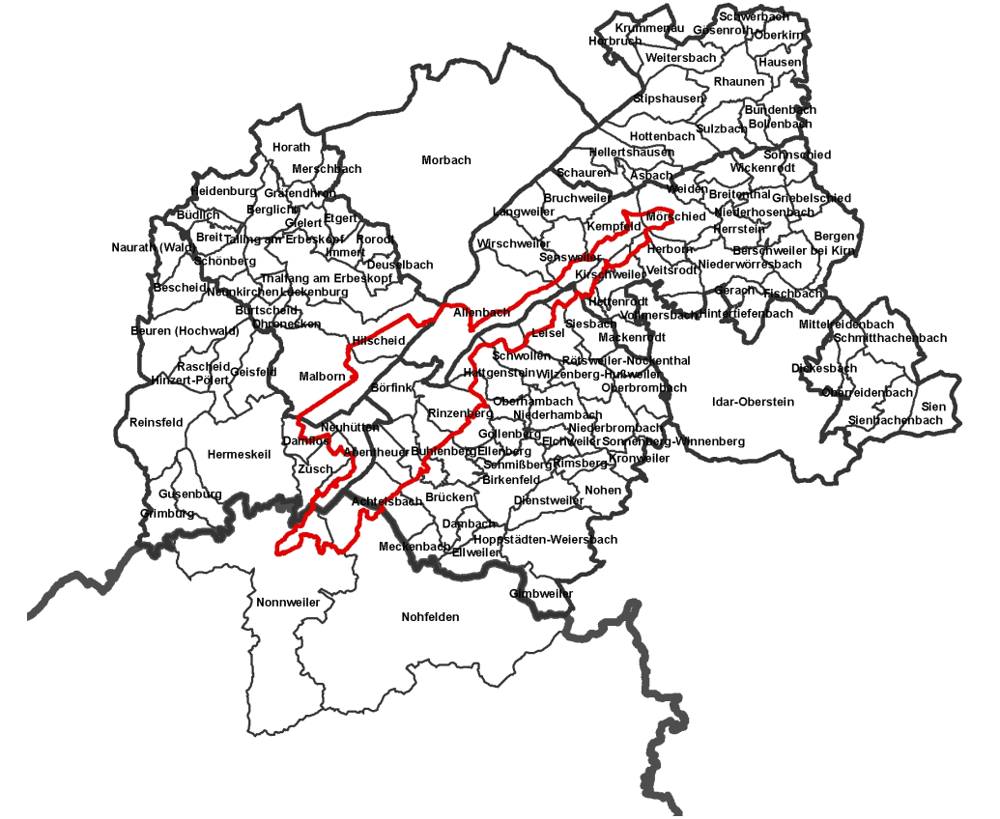 Schwerbach
Krummenau
Gösenroth
Oberkirn
Horbruch
Weitersbach
Hausen
Rhaunen
Stipshausen
Bundenbach
Bollenbach
Sulzbach
Hottenbach
Horath
Hellertshausen
Sohnschied
Morbach
Merschbach
Wickenrodt
Schauren
Asbach
Weiden
Heidenburg
Gräfendhron
Breitenthal
Bruchweiler
Griebelschied
Berglicht
Langweiler
Büdlich
Etgert
Mörschied
Niederhosenbach
Gielert
Kempfeld
Herrstein
Breit
Talling am Erbeskopf
Rorodt
Bergen
Naurath (Wald)
Wirschweiler
Herborn
Berschweiler bei Kirn
Immert
Sensweiler
Schönberg
Deuselbach
Niederwörresbach
Veitsrodt
Kirschweiler
Thalfang am Erbeskopf
Bescheid
Neunkirchen
Lückenburg
Gerach
Fischbach
Hettenrodt
Burtscheid
Allenbach
Vollmersbach
Hintertiefenbach
Dhronecken
Siesbach
Mittelreidenbach
Beuren (Hochwald)
Leisel
Mackenrodt
Schmitthachenbach
Hilscheid
Schwollen
Rötsweiler-Nockenthal
Rascheid
Geisfeld
Dickesbach
Hattgenstein
Wilzenberg-Hußweiler
Malborn
Hinzert-Pölert
Börfink
Oberbrombach
Oberreidenbach
Oberhambach
Idar-Oberstein
Sien
Rinzenberg
Niederhambach
Reinsfeld
Sienhachenbach
Neuhütten
Niederbrombach
Gollenberg
Damflos
Elchweiler
Sonnenberg-Winnenberg
Hermeskeil
Abentheuer
Buhlenberg
Ellenberg
Kronweiler
Schmißberg
Rimsberg
Züsch
Birkenfeld
Nohen
Gusenburg
Brücken
Achtelsbach
Dienstweiler
Grimburg
Dambach
Hoppstädten-Weiersbach
Meckenbach
Ellweiler
Gimbweiler
Nonnweiler
Nohfelden